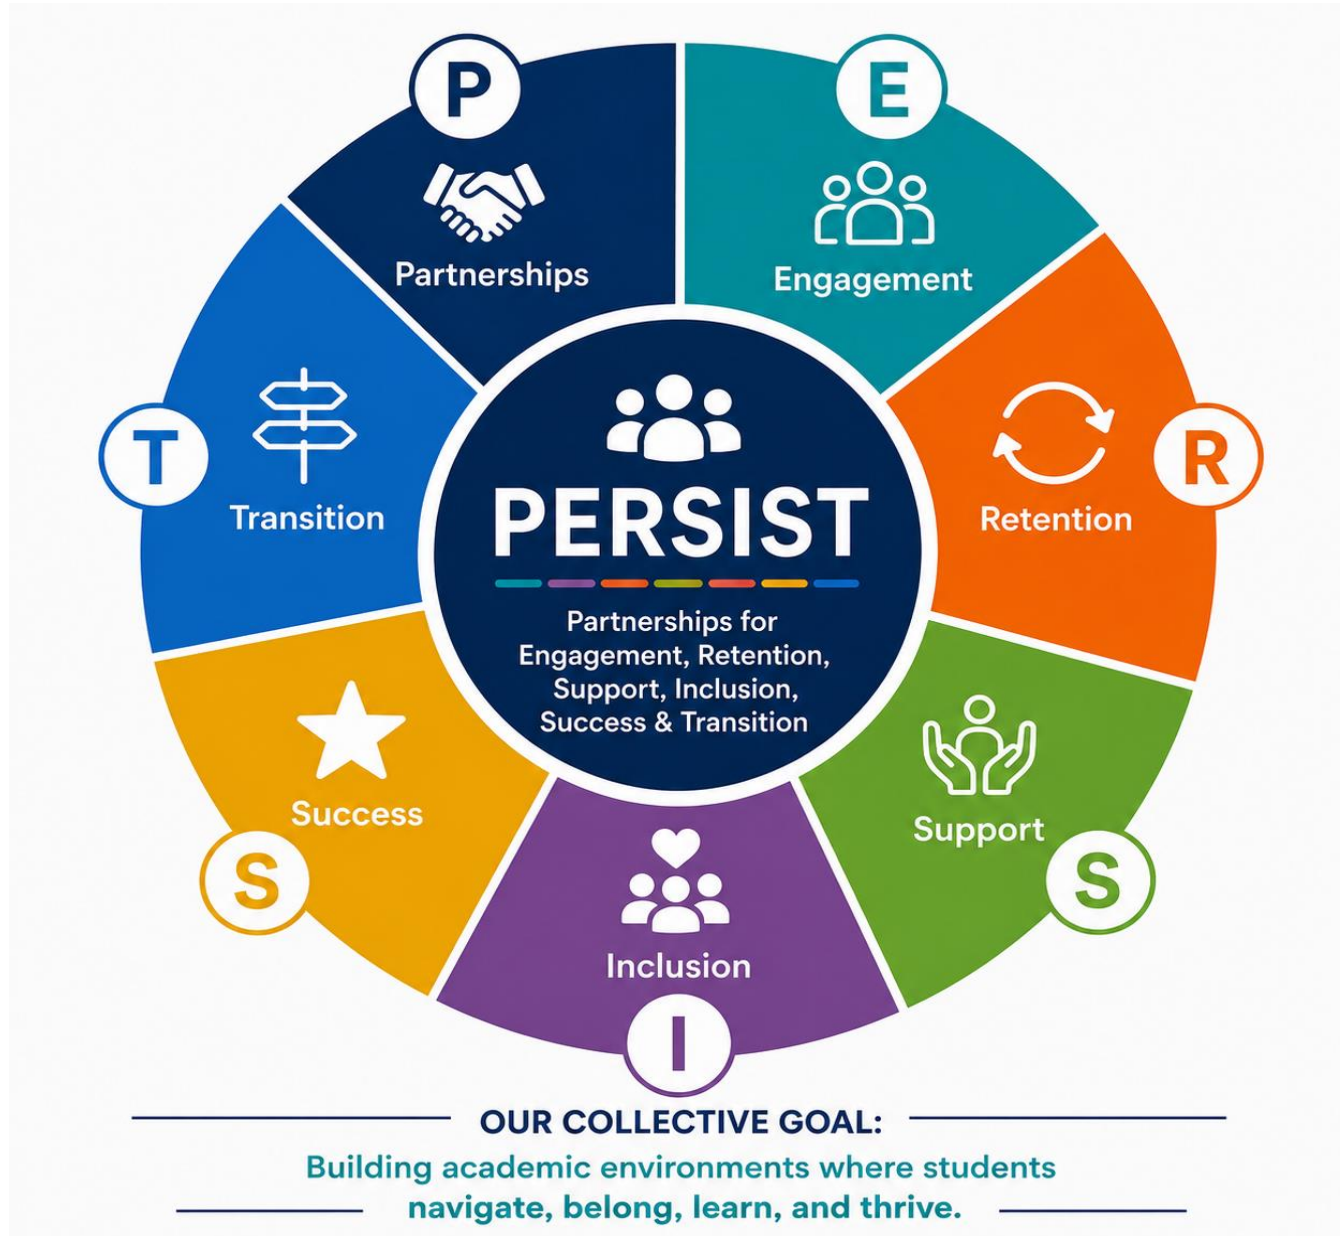 P
Partnerships
E
Engagement
R
Retention
S
Support
I
Inclusion
S
Success
T
Transition
PERSIST
Partnerships for
Engagement, Retention,
Support, Inclusion,
Success & Transition
OUR COLLECTIVE GOAL:
Building academic environments where students
navigate, belong, learn, and thrive.